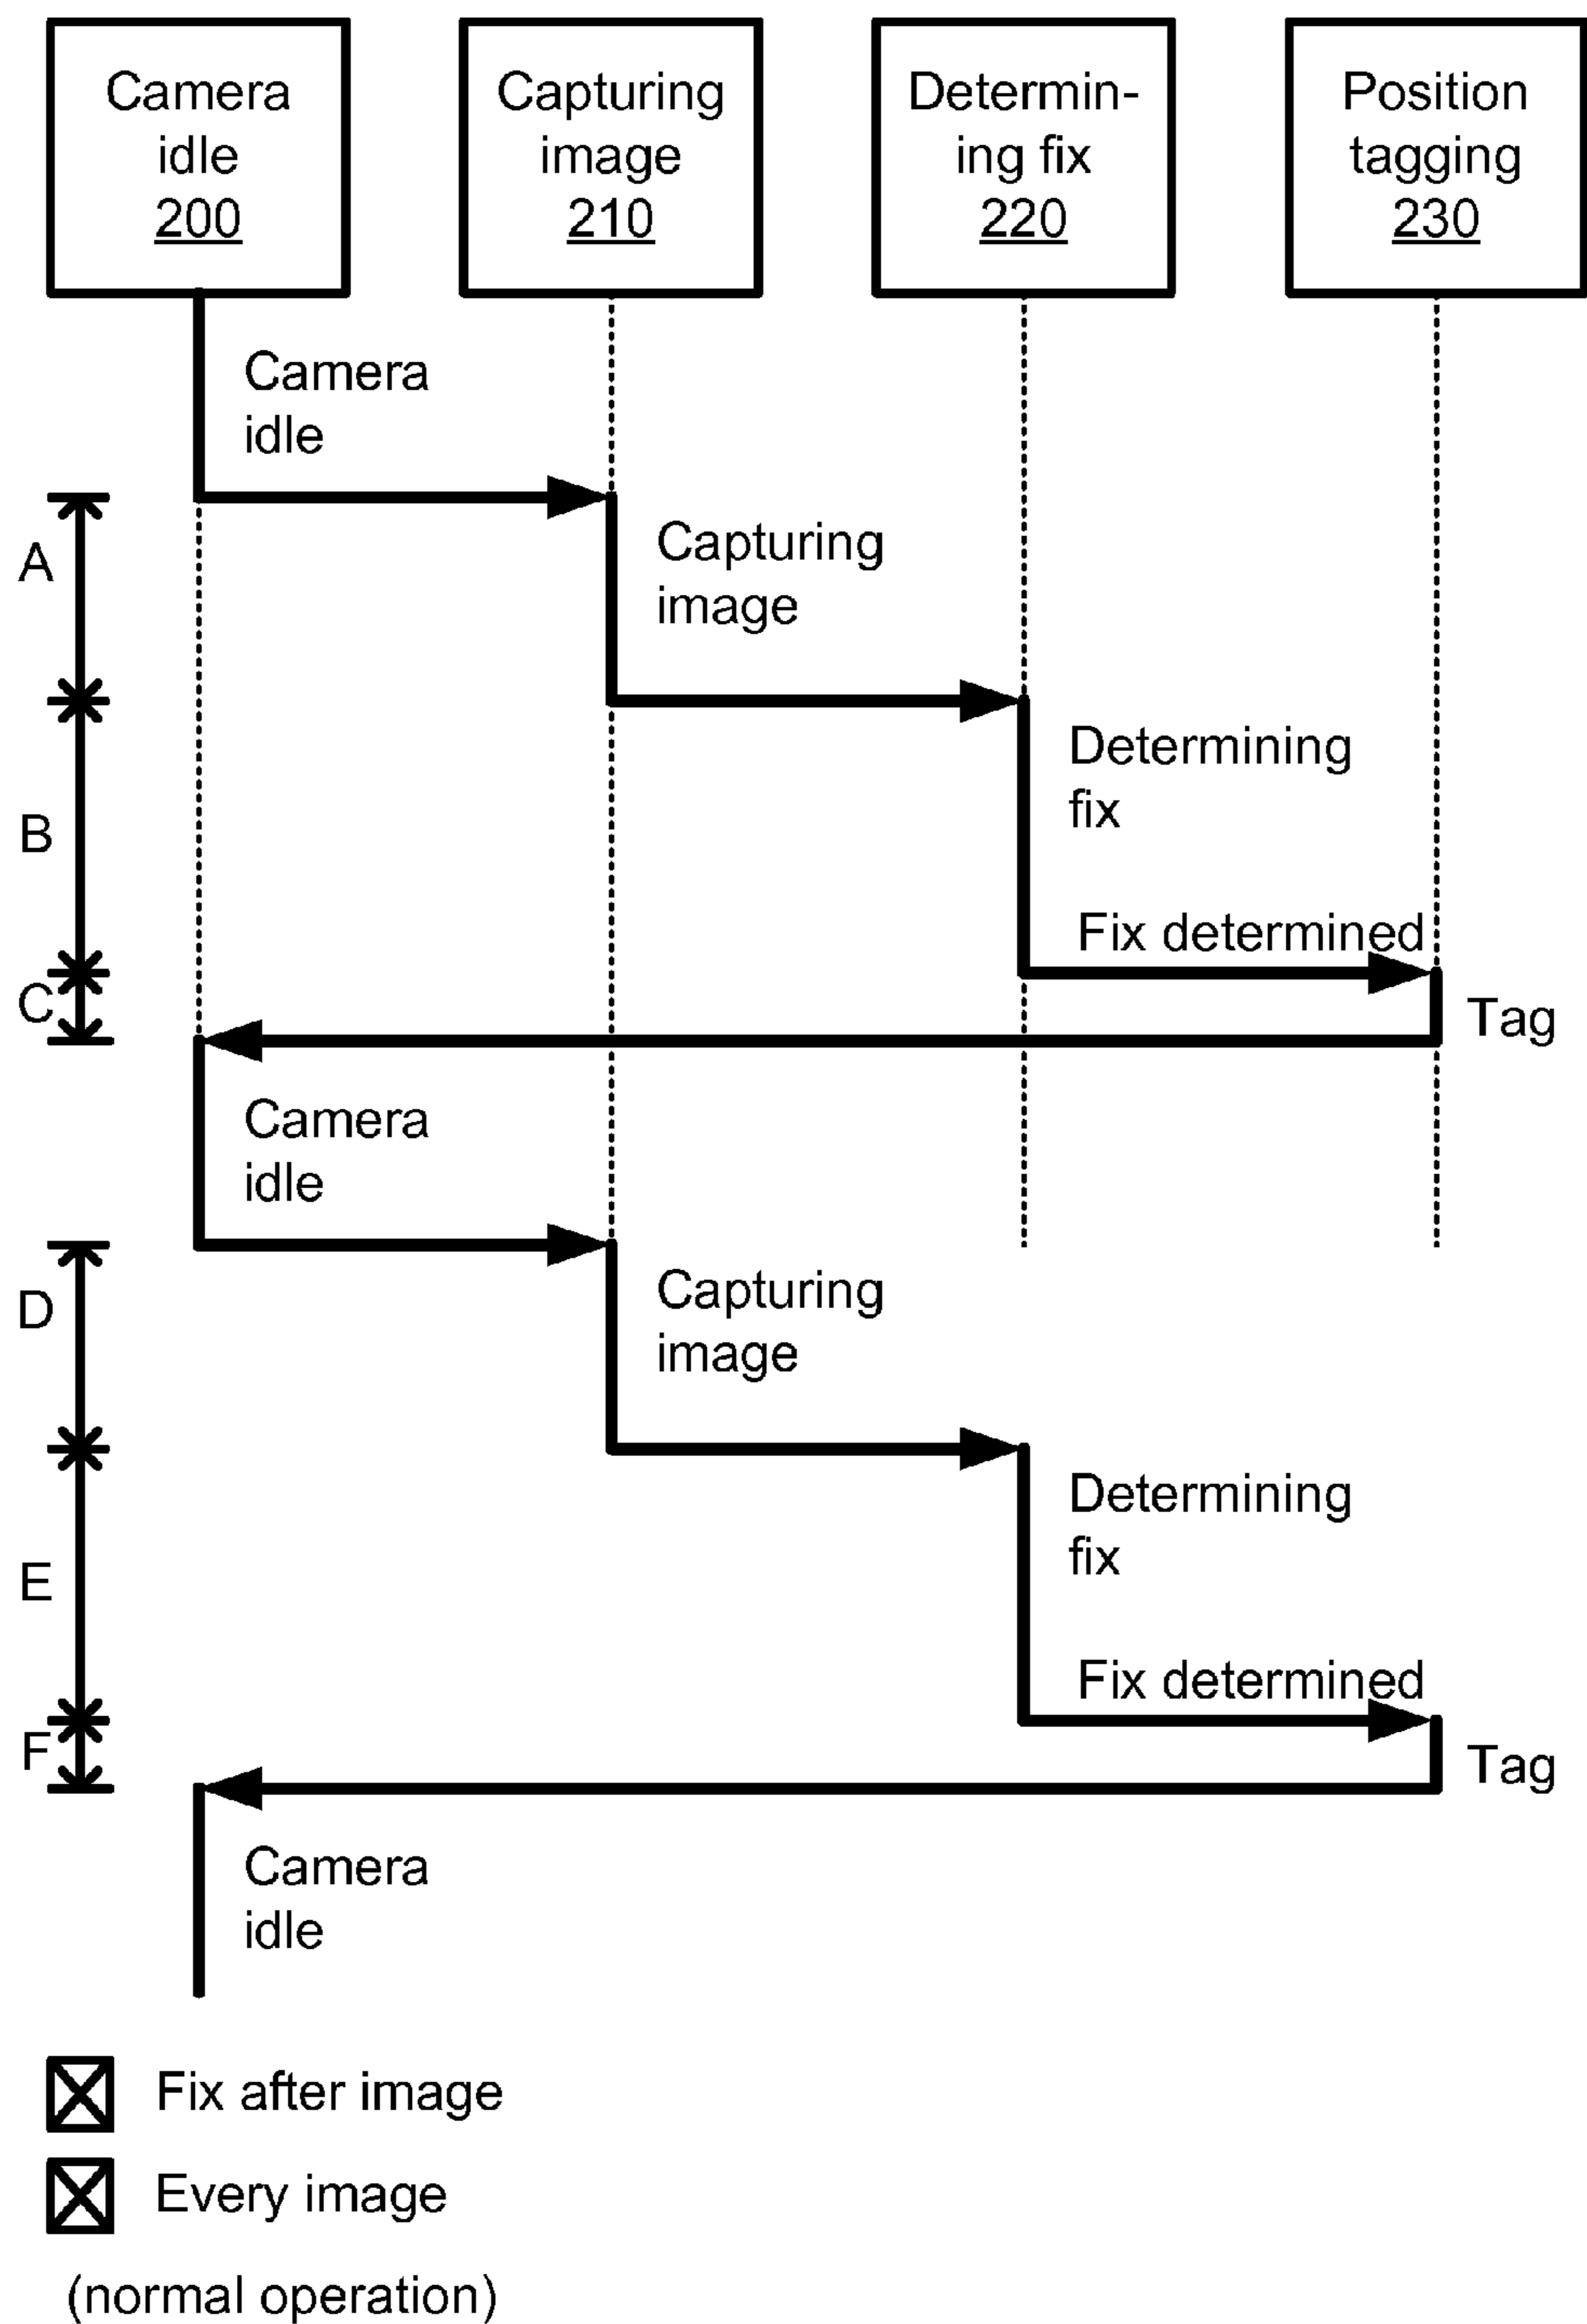 Camera
idle
200
Capturing
image
210
Determin-
ing fix
220
Position
tagging
230
Camera
idle
A
Capturing
image
B
Determining
fix
Fix determined
C
Tag
Camera
idle
D
Capturing
image
E
Determining
fix
Fix determined
F
Tag
Camera
idle
Fix after image
Every image
(normal operation)